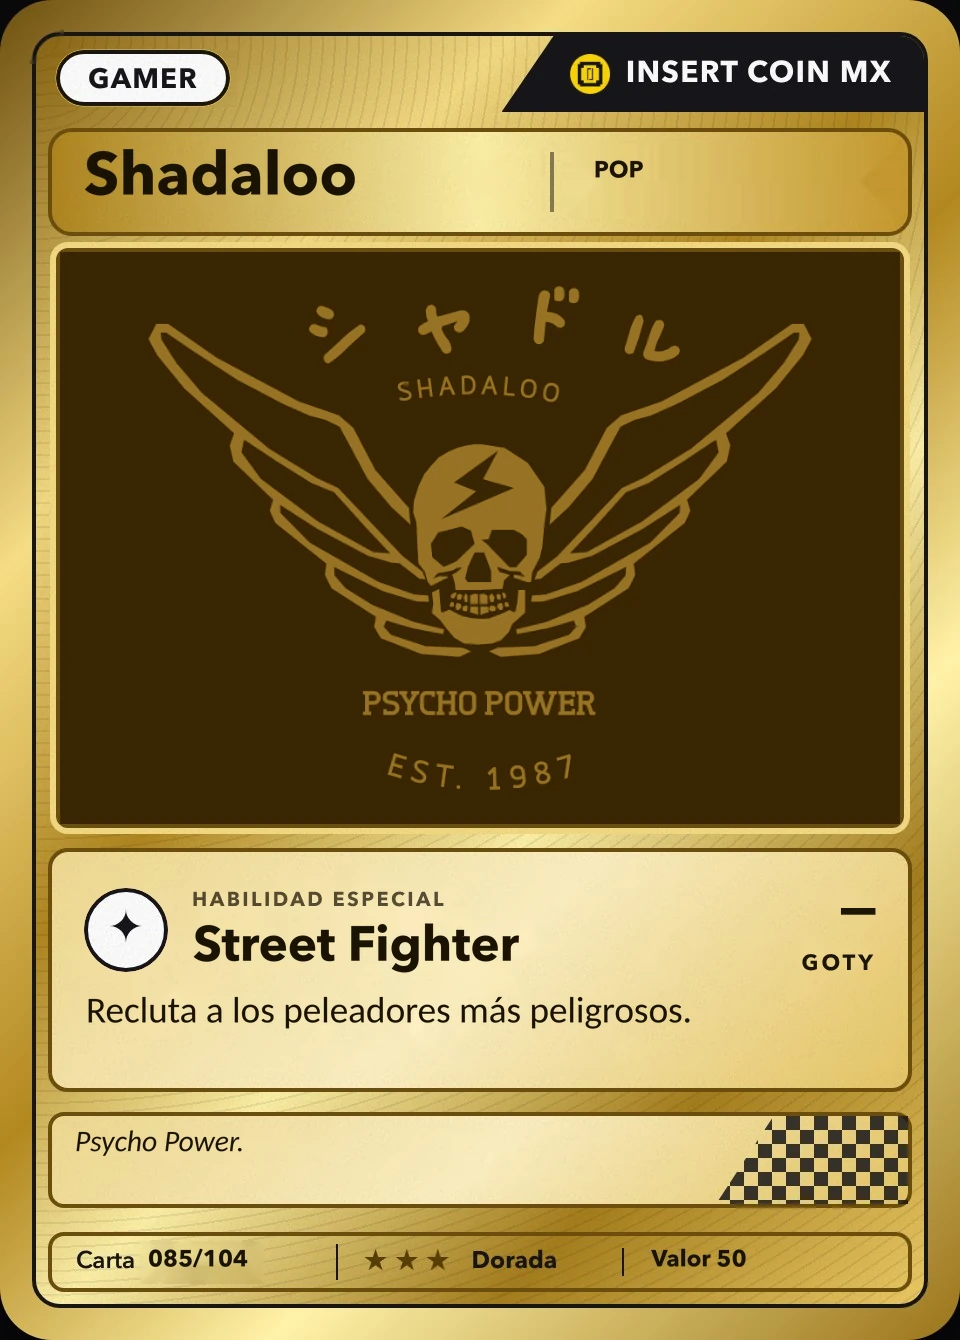 GAMER
INSERT COIN MX
Shadaloo
POP
シャドル
SHADALOO
PSYCHO POWER
EST. 1987
HABILIDAD ESPECIAL
Street Fighter
—
GOTY
Recluta a los peleadores más peligrosos.
Psycho Power.
Carta 085/104 ★★★ Dorada Valor 50